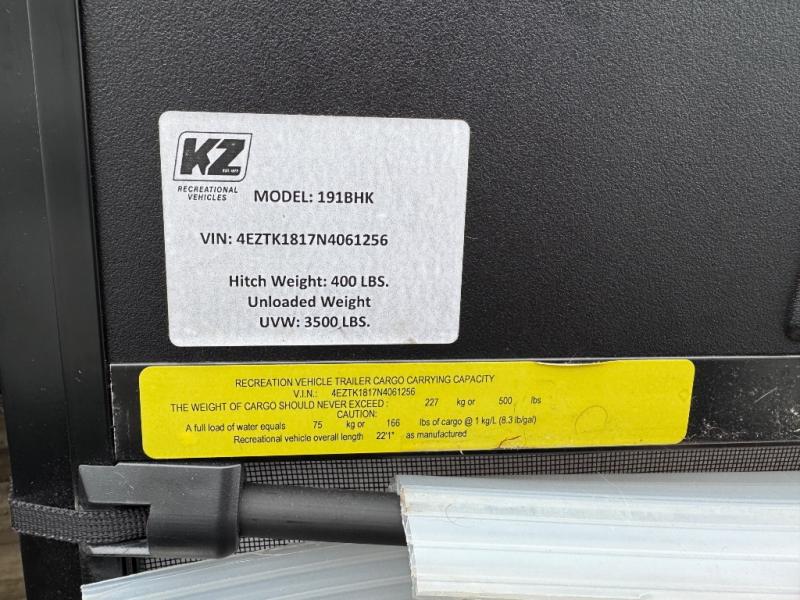 KZ
RECREATIONAL
VEHICLES
MODEL: 191BHK
VIN: 4EZTK1817N4061256
Hitch Weight: 400 LBS.
Unloaded Weight
UVW: 3500 LBS.
RECREATION VEHICLE TRAILER CARGO CARRYING CAPACITY
V.I.N.: 4EZTK1817N4061256
THE WEIGHT OF CARGO SHOULD NEVER EXCEED : 227 kg or 500 lbs
CAUTION:
A full load of water equals 75 kg or 166 lbs of cargo @ 1 kg/L (8.3 lb/gal)
Recreational vehicle overall length 22'1" as manufactured